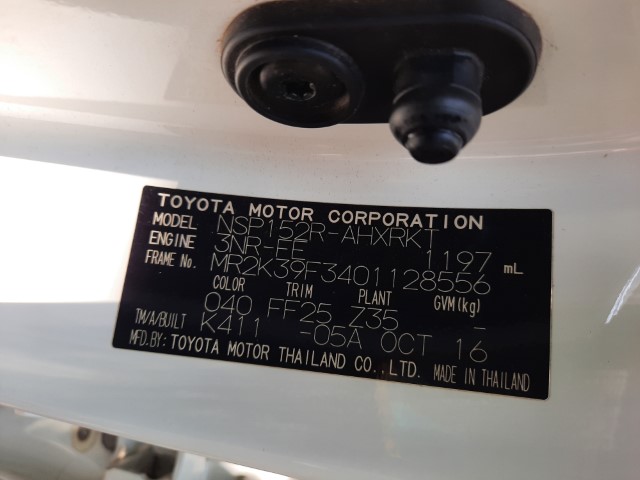 TOYOTA MOTOR CORPORATION
MODEL NSP152R-AHXRKT
ENGINE 3NR-FE 1197 mL
FRAME No. MR2K39F3401128556
COLOR TRIM PLANT GVM(kg)
040 FF25 Z35 -
TM/A/BUILT K411 -05A OCT 16
MFD.BY: TOYOTA MOTOR THAILAND CO.,LTD. MADE IN THAILAND